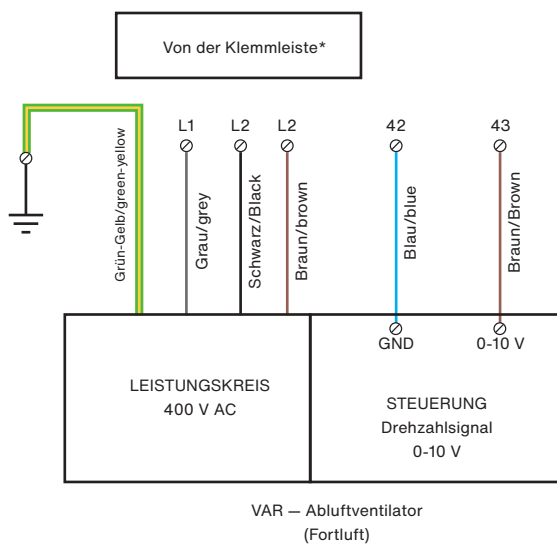 Von der Klemmleiste*
L1
L2
L2
42
43
Grün-Gelb/green-yellow
Grau/grey
Schwarz/Black
Braun/brown
Blau/blue
Braun/Brown
GND
0-10 V
LEISTUNGSKREIS
400 V AC
STEUERUNG
Drehzahlsignal
0-10 V
VAR — Abluftventilator
(Fortluft)